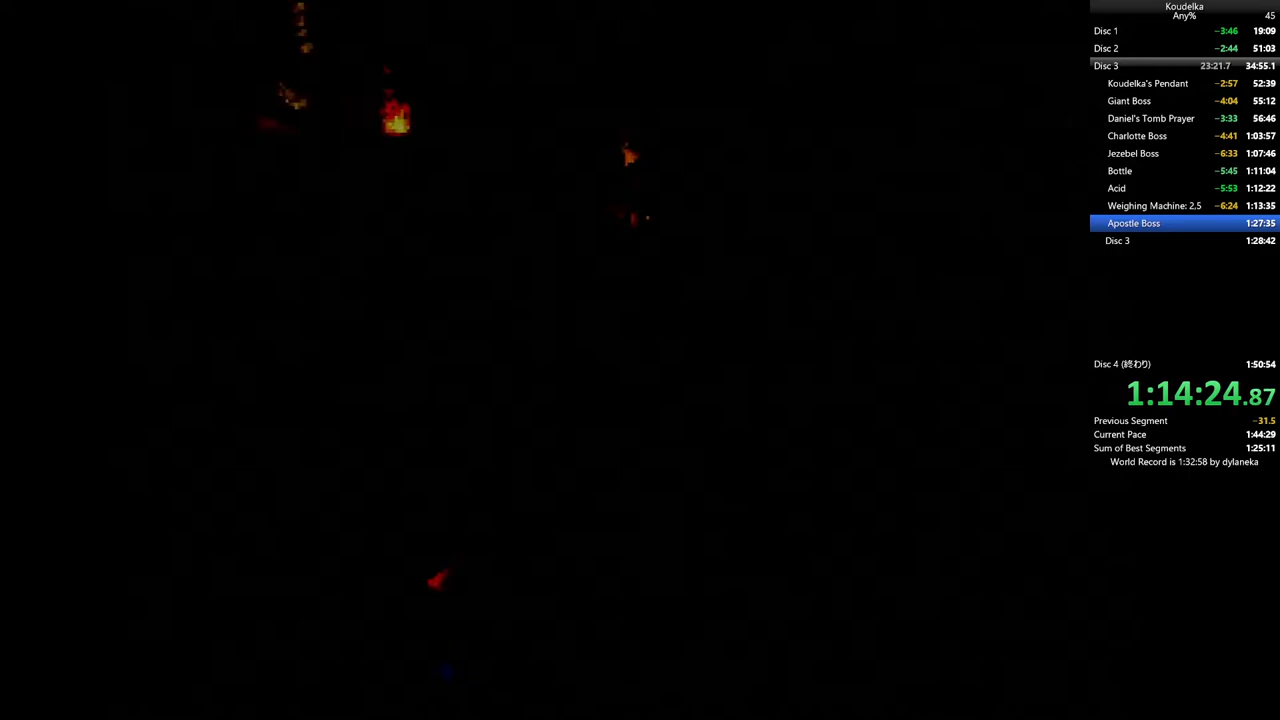 Koudelka
Any% 45
Disc 1 −3:46 19:09
Disc 2 −2:44 51:03
Disc 3 23:21.7 34:55.1
Koudelka's Pendant −2:57 52:39
Giant Boss −4:04 55:12
Daniel's Tomb Prayer −3:33 56:46
Charlotte Boss −4:41 1:03:57
Jezebel Boss −6:33 1:07:46
Bottle −5:45 1:11:04
Acid −5:53 1:12:22
Weighing Machine: 2,5 −6:24 1:13:35
Apostle Boss 1:27:35
Disc 3 1:28:42
Disc 4 (終わり) 1:50:54
1:14:24.87
Previous Segment −31.5
Current Pace 1:44:29
Sum of Best Segments 1:25:11
World Record is 1:32:58 by dylaneka